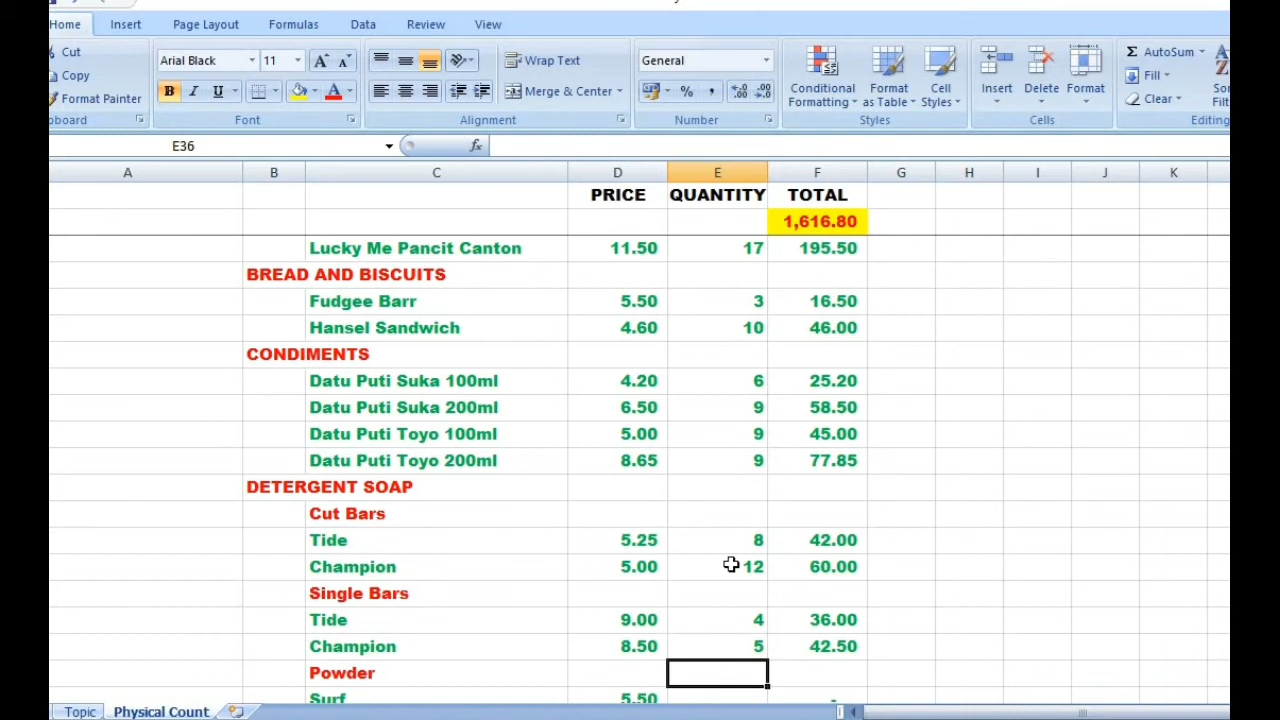 Home Insert Page Layout Formulas Data Review View
Cut
Copy
Format Painter
Arial Black 11
B I U
Wrap Text
Merge & Center
General
Conditional Formatting
Format as Table
Cell Styles
Insert
Delete
Format
AutoSum
Fill
Clear
Font Alignment Number Styles Cells Editing
E36 fx
A B C D E F G H I J K
PRICE QUANTITY TOTAL
1,616.80
Lucky Me Pancit Canton 11.50 17 195.50
BREAD AND BISCUITS
Fudgee Barr 5.50 3 16.50
Hansel Sandwich 4.60 10 46.00
CONDIMENTS
Datu Puti Suka 100ml 4.20 6 25.20
Datu Puti Suka 200ml 6.50 9 58.50
Datu Puti Toyo 100ml 5.00 9 45.00
Datu Puti Toyo 200ml 8.65 9 77.85
DETERGENT SOAP
Cut Bars
Tide 5.25 8 42.00
Champion 5.00 12 60.00
Single Bars
Tide 9.00 4 36.00
Champion 8.50 5 42.50
Powder
Surf 5.50 -
Topic Physical Count